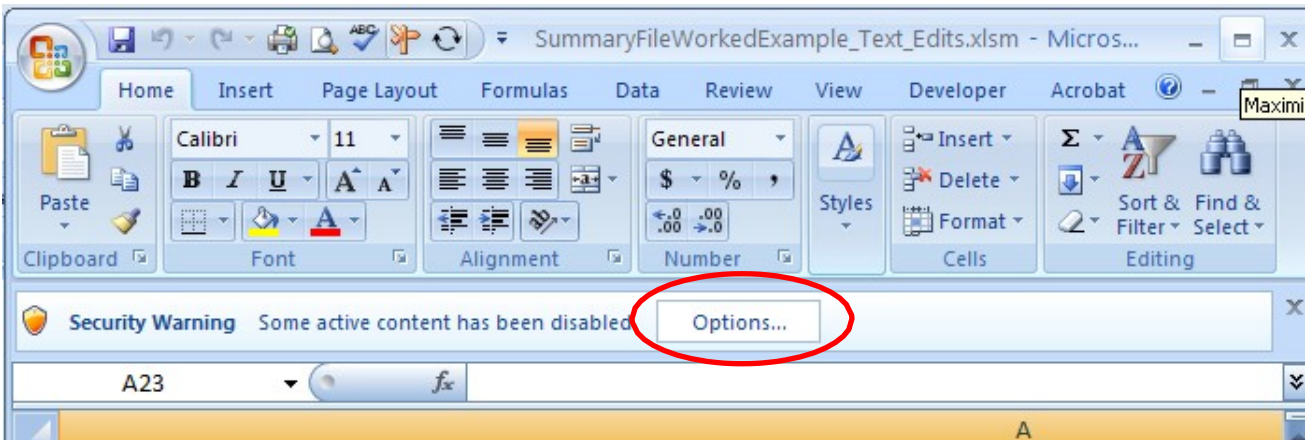 SummaryFileWorkedExample_Text_Edits.xlsm - Micros...
Home Insert Page Layout Formulas Data Review View Developer Acrobat
Maximi
Calibri 11 General Insert
B I U A A $ % , Delete
Paste Styles Sort & Find &
Format Filter Select
Clipboard Font Alignment Number Cells Editing
Security Warning Some active content has been disabled Options...
A23 fx
A